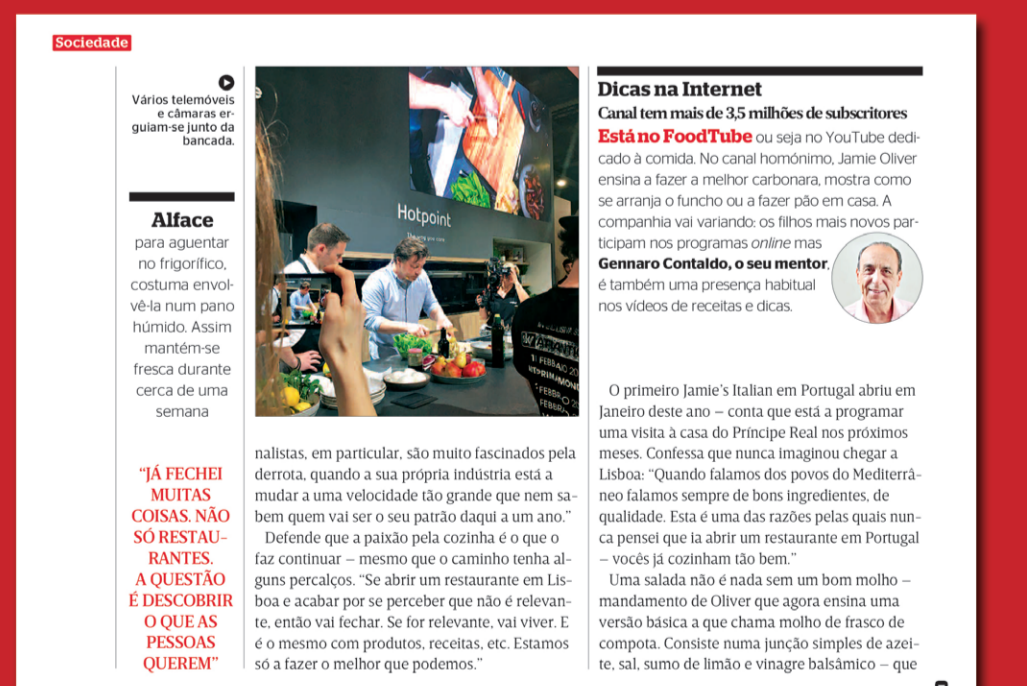 Sociedade
Vários telemóveis
e câmaras er-
guiam-se junto da
bancada.
Alface
para aguentar
no frigorífico,
costuma envol-
vê-la num pano
húmido. Assim
mantém-se
fresca durante
cerca de uma
semana
“JÁ FECHEI
MUITAS
COISAS. NÃO
SÓ RESTAU-
RANTES.
A QUESTÃO
É DESCOBRIR
O QUE AS
PESSOAS
QUEREM”
Hotpoint
nalistas, em particular, são muito fascinados pela
derrota, quando a sua própria indústria está a
mudar a uma velocidade tão grande que nem sa-
bem quem vai ser o seu patrão daqui a um ano.”
Defende que a paixão pela cozinha é o que o
faz continuar – mesmo que o caminho tenha al-
guns percalços. “Se abrir um restaurante em Lis-
boa e acabar por se perceber que não é relevan-
te, então vai fechar. Se for relevante, vai viver. E
é o mesmo com produtos, receitas, etc. Estamos
só a fazer o melhor que podemos.”
Dicas na Internet
Canal tem mais de 3,5 milhões de subscritores
Está no FoodTube ou seja no YouTube dedi-
cado à comida. No canal homónimo, Jamie Oliver
ensina a fazer a melhor carbonara, mostra como
se arranja o funcho ou a fazer pão em casa. A
companhia vai variando: os filhos mais novos par-
ticipam nos programas online mas
Gennaro Contaldo, o seu mentor,
é também uma presença habitual
nos vídeos de receitas e dicas.
O primeiro Jamie’s Italian em Portugal abriu em
Janeiro deste ano – conta que está a programar
uma visita à casa do Príncipe Real nos próximos
meses. Confessa que nunca imaginou chegar a
Lisboa: “Quando falamos dos povos do Mediterrâ-
neo falamos sempre de bons ingredientes, de
qualidade. Esta é uma das razões pelas quais nun-
ca pensei que ia abrir um restaurante em Portugal
– vocês já cozinham tão bem.”
Uma salada não é nada sem um bom molho –
mandamento de Oliver que agora ensina uma
versão básica a que chama molho de frasco de
compota. Consiste numa junção simples de azei-
te, sal, sumo de limão e vinagre balsâmico – que